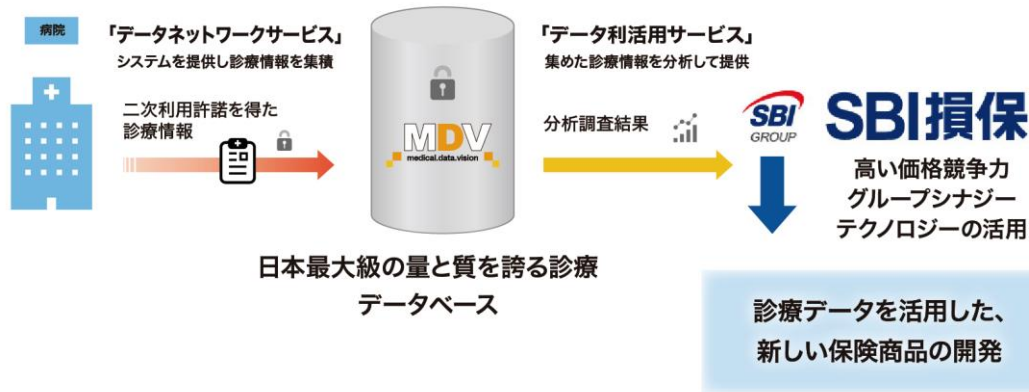 病院
「データネットワークサービス」
システムを提供し診療情報を集積
二次利用許諾を得た
診療情報
MDV
medical.data.vision
日本最大級の量と質を誇る診療
データベース
「データ利活用サービス」
集めた診療情報を分析して提供
分析調査結果
SBI
GROUP
SBI損保
高い価格競争力
グループシナジー
テクノロジーの活用
診療データを活用した、
新しい保険商品の開発